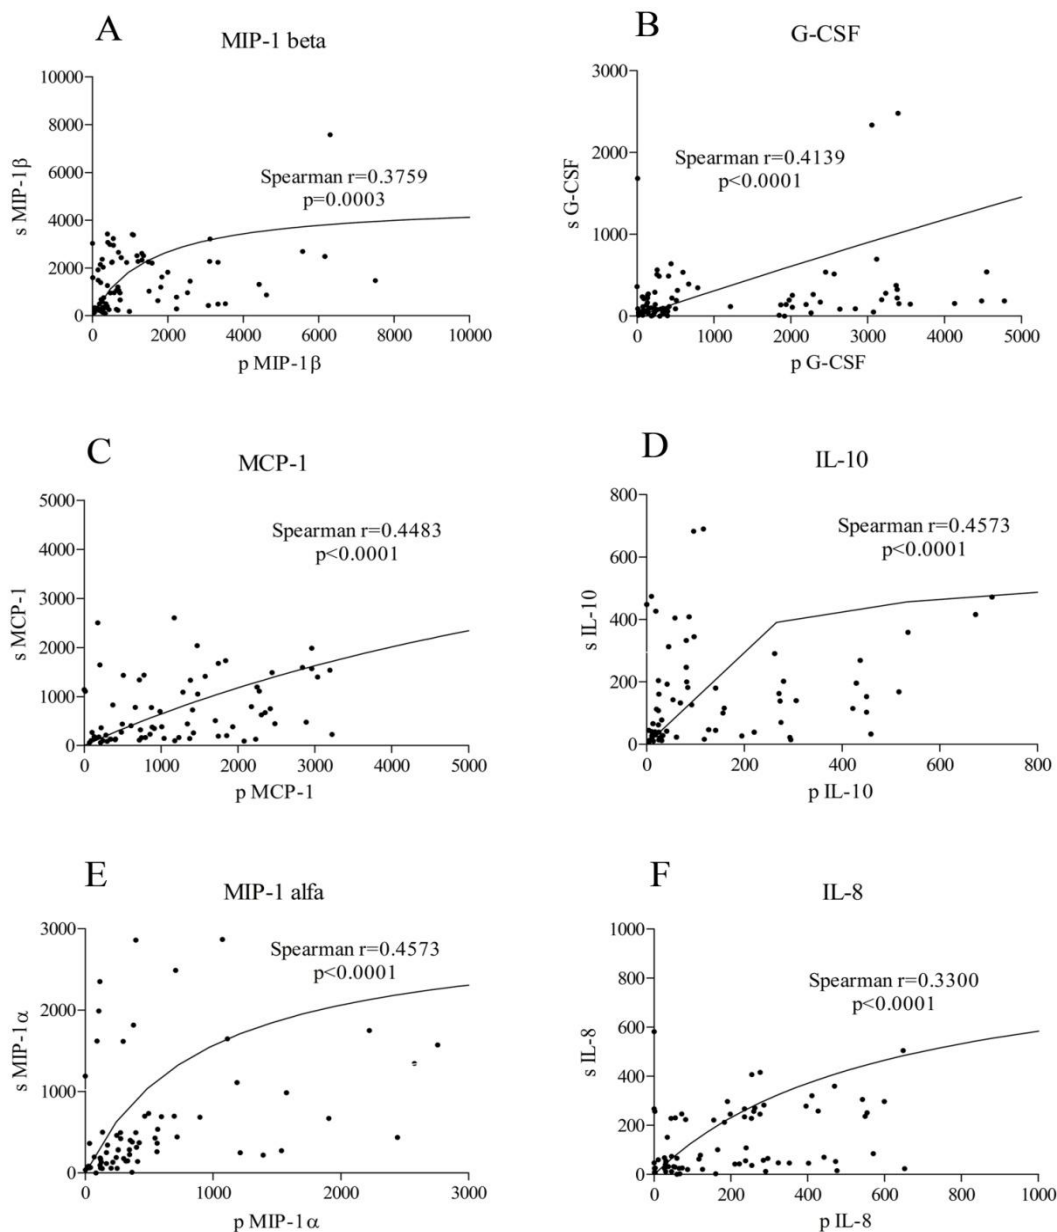 A
MIP-1 beta
10000
8000
6000
4000
2000
0
s MIP-1β
Spearman r=0.3759
p=0.0003
0 2000 4000 6000 8000 10000
p MIP-1β
B
G-CSF
3000
2000
1000
0
s G-CSF
Spearman r=0.4139
p<0.0001
0 1000 2000 3000 4000 5000
p G-CSF
C
MCP-1
5000
4000
3000
2000
1000
0
s MCP-1
Spearman r=0.4483
p<0.0001
0 1000 2000 3000 4000 5000
p MCP-1
D
IL-10
800
600
400
200
0
s IL-10
Spearman r=0.4573
p<0.0001
0 200 400 600 800
p IL-10
E
MIP-1 alfa
3000
2000
1000
0
s MIP-1α
Spearman r=0.4573
p<0.0001
0 1000 2000 3000
p MIP-1α
F
IL-8
1000
800
600
400
200
0
s IL-8
Spearman r=0.3300
p<0.0001
0 200 400 600 800 1000
p IL-8